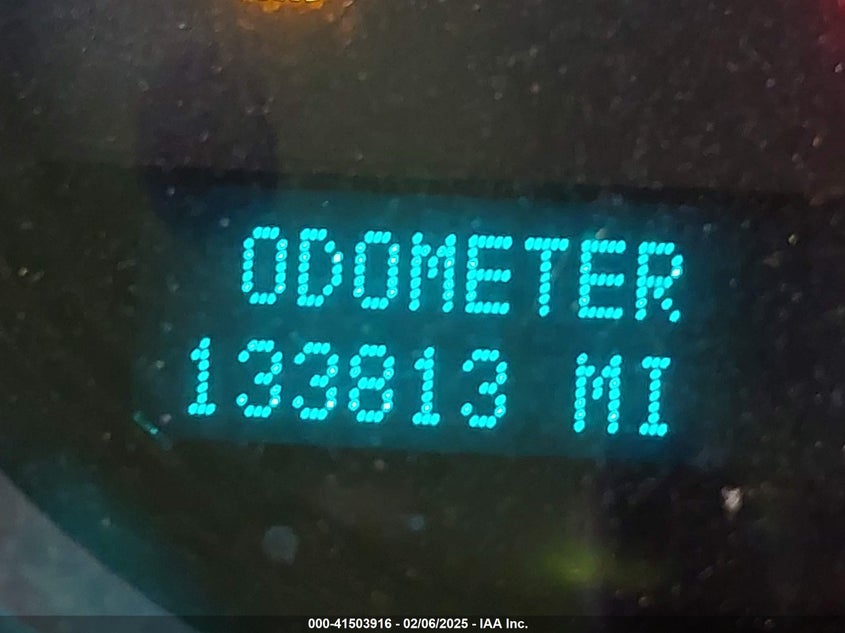 ODOMETER
133813 MI
000-41503916 - 02/06/2025 - IAA Inc.